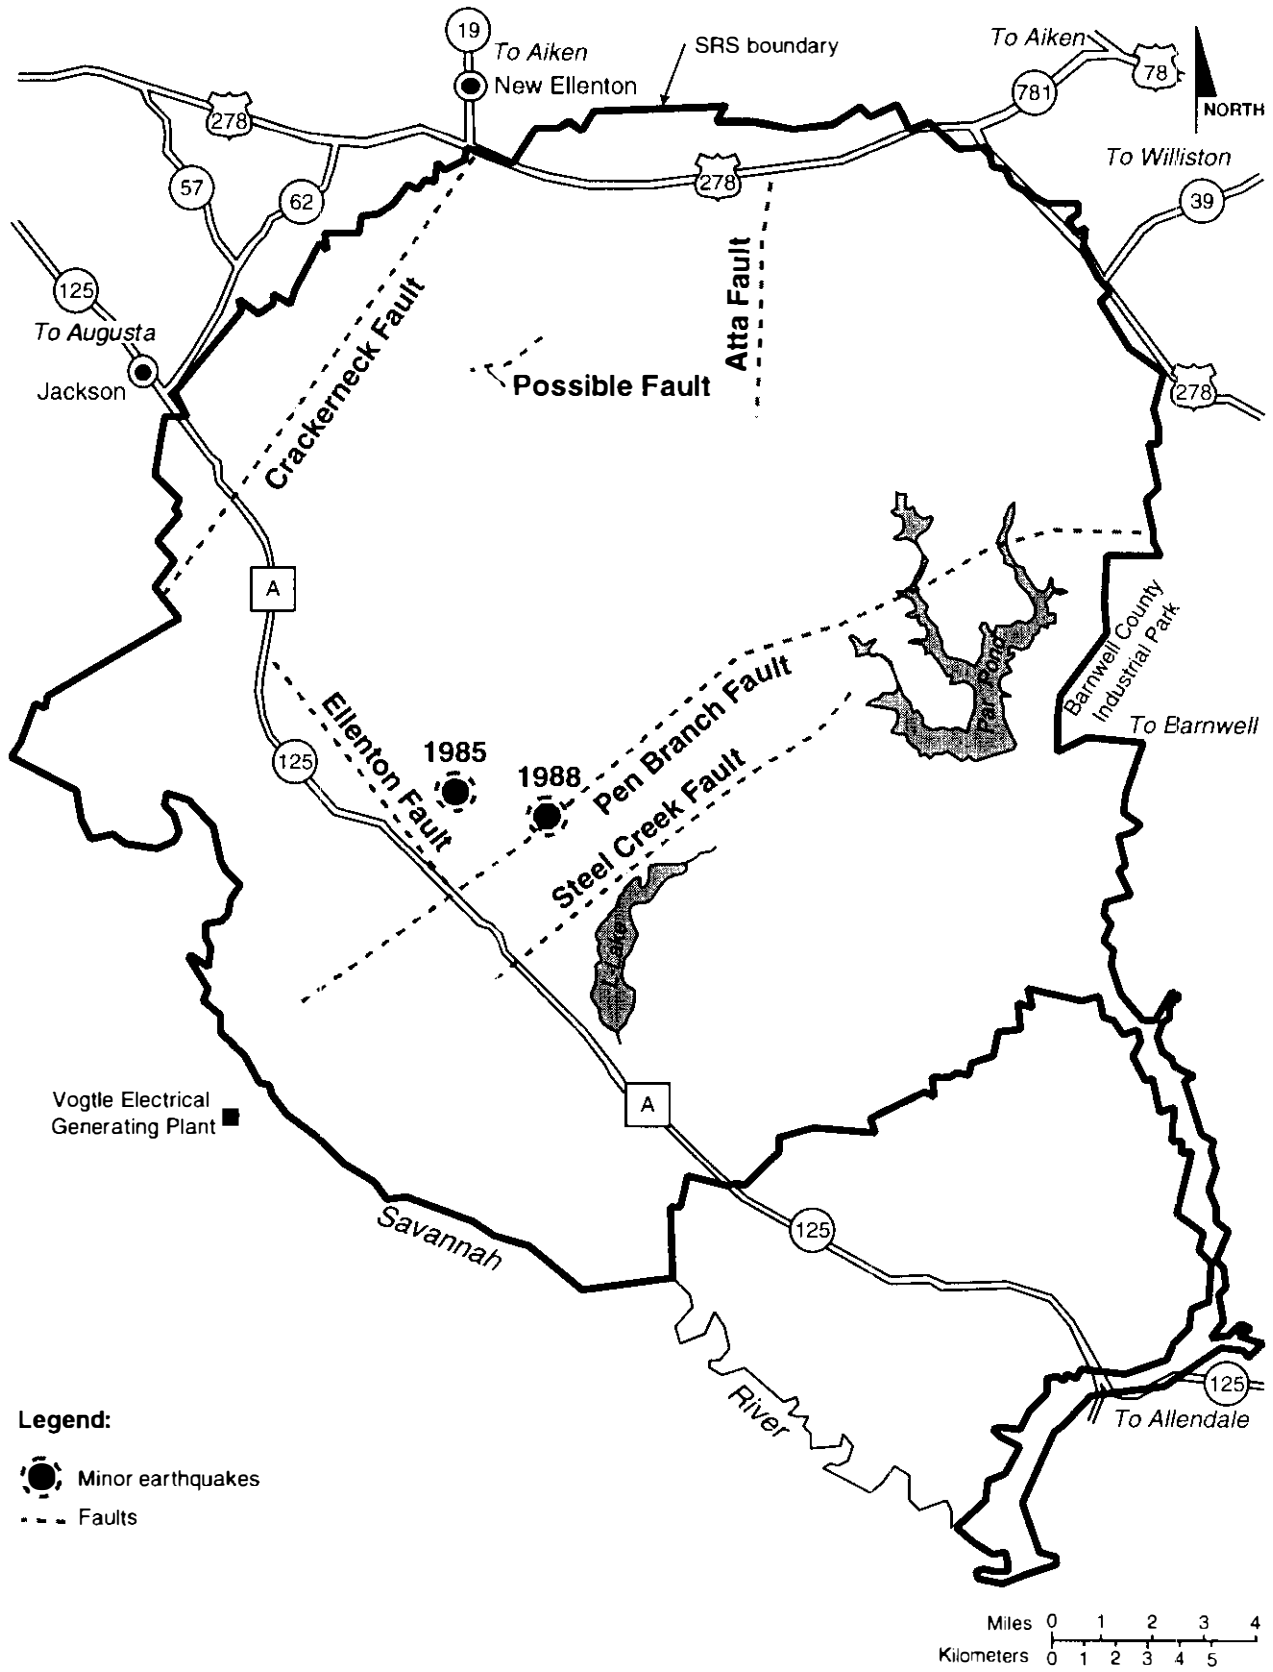 19
To Aiken
New Ellenton
SRS boundary
To Aiken
78
781
NORTH
278
278
To Williston
39
57
62
125
To Augusta
Jackson
Crackerneck Fault
Atta Fault
Possible Fault
278
A
Barnwell County
Industrial Park
Par Pond
To Barnwell
Ellenton Fault
125
1985
1988
Pen Branch Fault
Steel Creek Fault
L-Lake
Vogtle Electrical
Generating Plant
A
125
Savannah
River
125
To Allendale
Legend:
Minor earthquakes
Faults
Miles 0 1 2 3 4
Kilometers 0 1 2 3 4 5